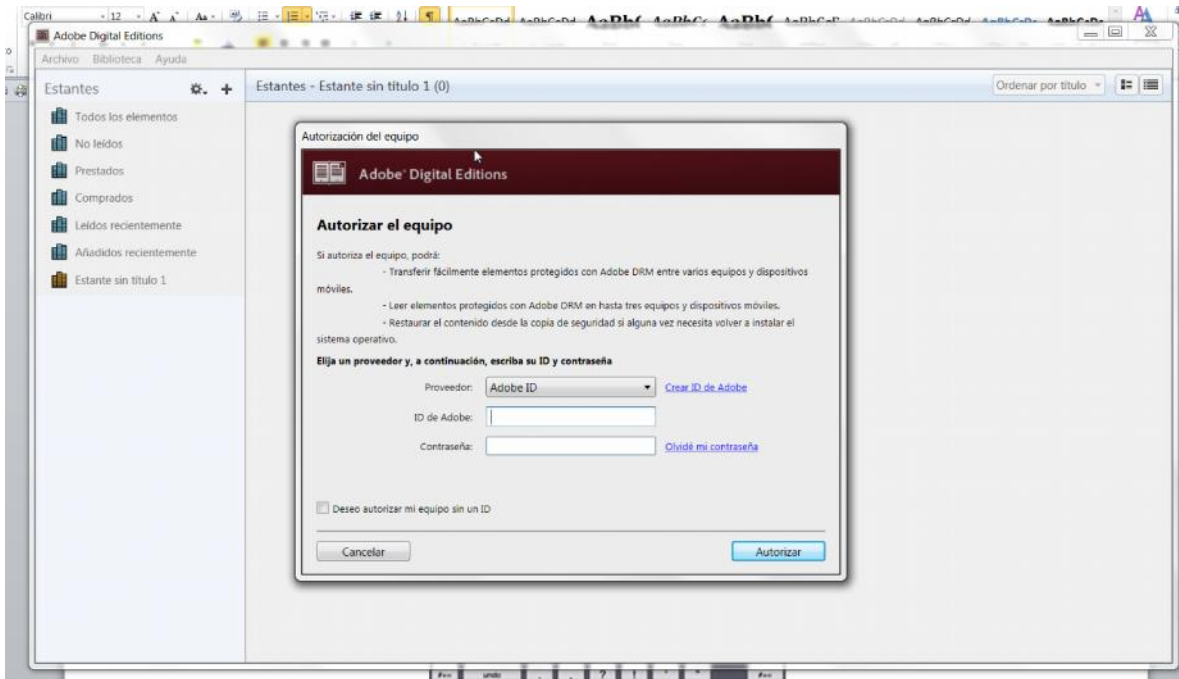 Calibri
12
Adobe Digital Editions
Archivo Biblioteca Ayuda
Estantes
Estantes - Estante sin título 1 (0)
Ordenar por título
Todos los elementos
No leídos
Prestados
Comprados
Leídos recientemente
Añadidos recientemente
Estante sin título 1
Autorización del equipo
Adobe® Digital Editions
Autorizar el equipo
Si autoriza el equipo, podrá:
- Transferir fácilmente elementos protegidos con Adobe DRM entre varios equipos y dispositivos
móviles.
- Leer elementos protegidos con Adobe DRM en hasta tres equipos y dispositivos móviles.
- Restaurar el contenido desde la copia de seguridad si alguna vez necesita volver a instalar el
sistema operativo.
Elija un proveedor y, a continuación, escriba su ID y contraseña
Proveedor: Adobe ID Crear ID de Adobe
ID de Adobe:
Contraseña: Olvidé mi contraseña
Deseo autorizar mi equipo sin un ID
Cancelar Autorizar
undo . , ? ! ' "